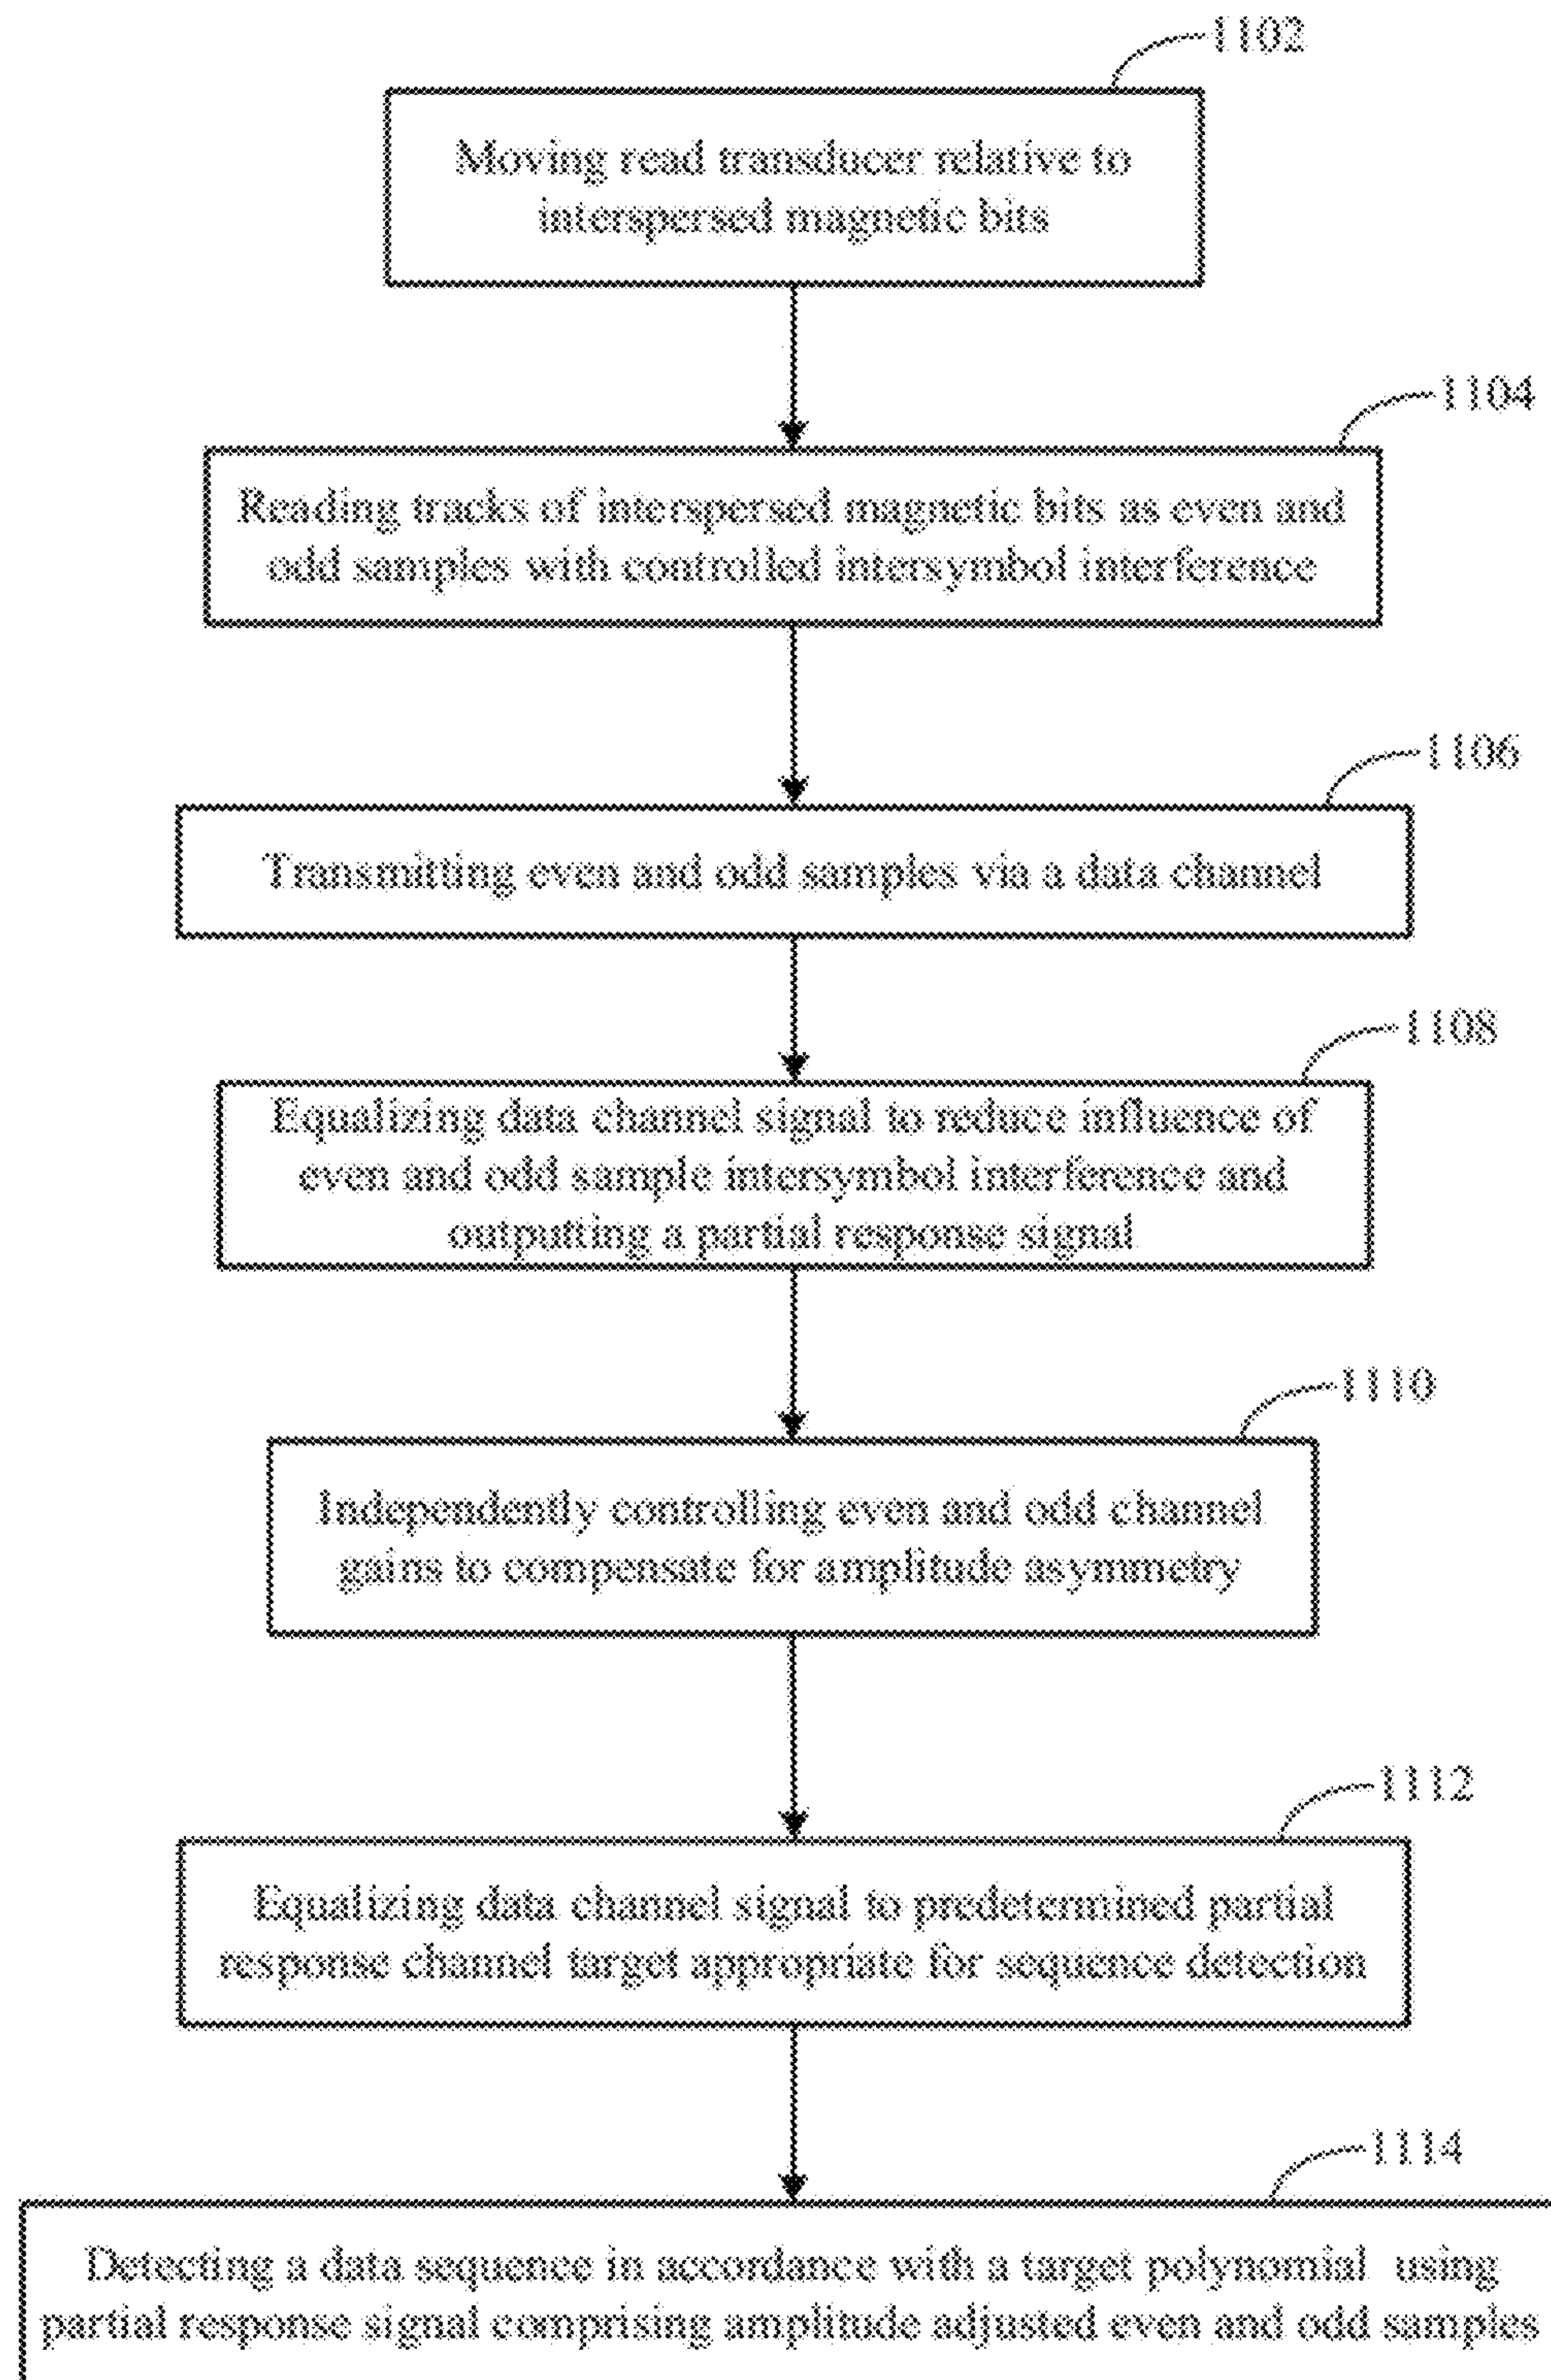 1102
Moving read transducer relative to
interspersed magnetic bits
1104
Reading tracks of interspersed magnetic bits as even and
odd samples with controlled intersymbol interference
1106
Transmitting even and odd samples via a data channel
1108
Equalizing data channel signal to reduce influence of
even and odd sample intersymbol interference and
outputting a partial response signal
1110
Independently controlling even and odd channel
gains to compensate for amplitude asymmetry
1112
Equalizing data channel signal to predetermined partial
response channel target appropriate for sequence detection
1114
Detecting a data sequence in accordance with a target polynomial using
partial response signal comprising amplitude adjusted even and odd samples